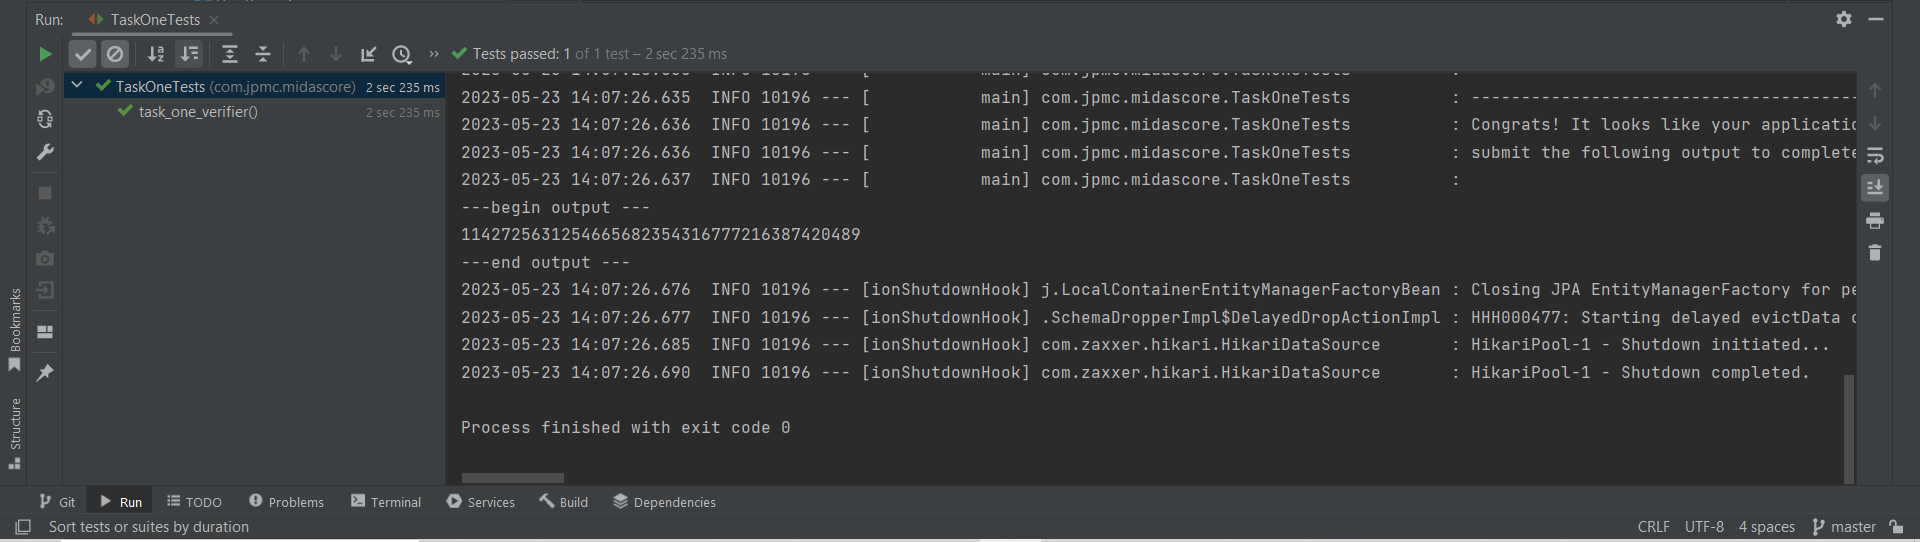 Run: TaskOneTests
Tests passed: 1 of 1 test – 2 sec 235 ms
TaskOneTests (com.jpmc.midascore) 2 sec 235 ms
task_one_verifier() 2 sec 235 ms
2023-05-23 14:07:26.635  INFO 10196 --- [           main] com.jpmc.midascore.TaskOneTests          : ---------------------------------------
2023-05-23 14:07:26.636  INFO 10196 --- [           main] com.jpmc.midascore.TaskOneTests          : Congrats! It looks like your applicatio
2023-05-23 14:07:26.636  INFO 10196 --- [           main] com.jpmc.midascore.TaskOneTests          : submit the following output to complete
2023-05-23 14:07:26.637  INFO 10196 --- [           main] com.jpmc.midascore.TaskOneTests          :
---begin output ---
1142725631254665682354316777216387420489
---end output ---
2023-05-23 14:07:26.676  INFO 10196 --- [ionShutdownHook] j.LocalContainerEntityManagerFactoryBean : Closing JPA EntityManagerFactory for pe
2023-05-23 14:07:26.677  INFO 10196 --- [ionShutdownHook] .SchemaDropperImpl$DelayedDropActionImpl : HHH000477: Starting delayed evictData o
2023-05-23 14:07:26.685  INFO 10196 --- [ionShutdownHook] com.zaxxer.hikari.HikariDataSource       : HikariPool-1 - Shutdown initiated...
2023-05-23 14:07:26.690  INFO 10196 --- [ionShutdownHook] com.zaxxer.hikari.HikariDataSource       : HikariPool-1 - Shutdown completed.
Process finished with exit code 0
Bookmarks
Structure
Git Run TODO Problems Terminal Services Build Dependencies
Sort tests or suites by duration CRLF UTF-8 4 spaces master